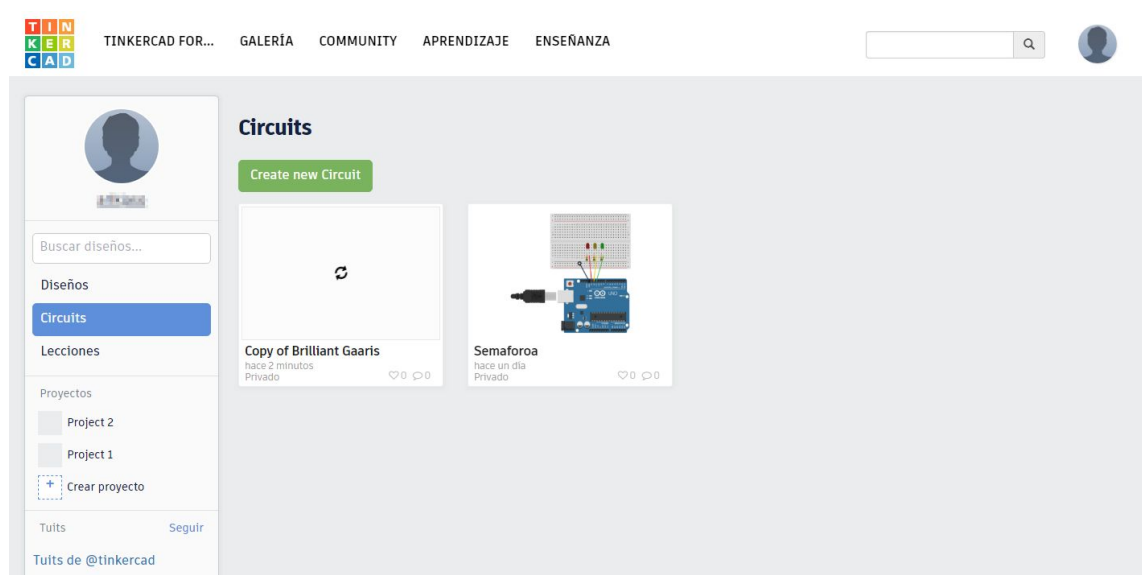 TIN
KER
CAD
TINKERCAD FOR... GALERÍA COMMUNITY APRENDIZAJE ENSEÑANZA
Circuits
Create new Circuit
Buscar diseños...
Diseños
Circuits
Lecciones
Proyectos
Project 2
Project 1
+ Crear proyecto
Tuits Seguir
Tuits de @tinkercad
Copy of Brilliant Gaaris
hace 2 minutos
Privado 0 0
Semaforoa
hace un día
Privado 0 0